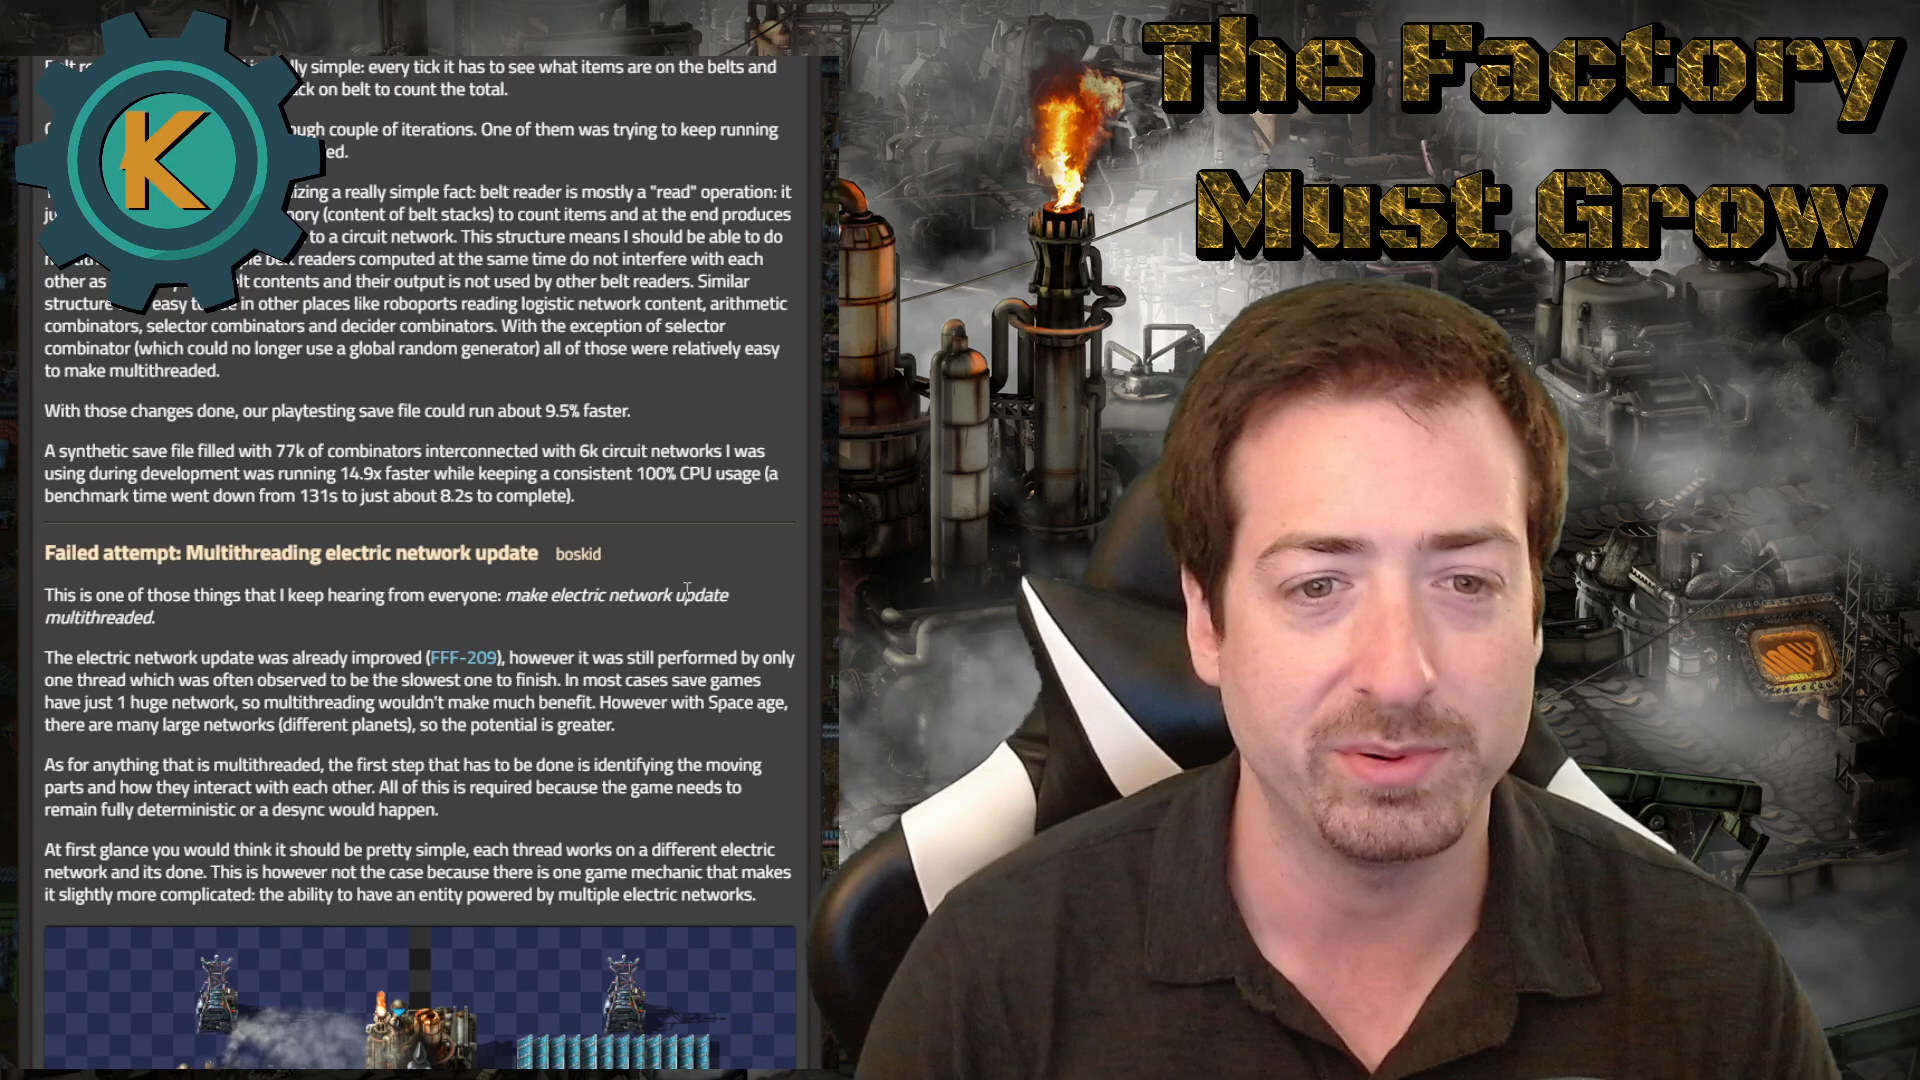 The Factory
Must Grow
K
lly simple: every tick it has to see what items are on the belts and
ck on belt to count the total.
ough couple of iterations. One of them was trying to keep running
ed.
izing a really simple fact: belt reader is mostly a "read" operation: it
ory (content of belt stacks) to count items and at the end produces
to a circuit network. This structure means I should be able to do
readers computed at the same time do not interfere with each
other as lt contents and their output is not used by other belt readers. Similar
structure easy to in other places like roboports reading logistic network content, arithmetic
combinators, selector combinators and decider combinators. With the exception of selector
combinator (which could no longer use a global random generator) all of those were relatively easy
to make multithreaded.
With those changes done, our playtesting save file could run about 9.5% faster.
A synthetic save file filled with 77k of combinators interconnected with 6k circuit networks I was
using during development was running 14.9x faster while keeping a consistent 100% CPU usage (a
benchmark time went down from 131s to just about 8.2s to complete).
Failed attempt: Multithreading electric network update boskid
This is one of those things that I keep hearing from everyone: make electric network update
multithreaded.
The electric network update was already improved (FFF-209), however it was still performed by only
one thread which was often observed to be the slowest one to finish. In most cases save games
have just 1 huge network, so multithreading wouldn't make much benefit. However with Space age,
there are many large networks (different planets), so the potential is greater.
As for anything that is multithreaded, the first step that has to be done is identifying the moving
parts and how they interact with each other. All of this is required because the game needs to
remain fully deterministic or a desync would happen.
At first glance you would think it should be pretty simple, each thread works on a different electric
network and its done. This is however not the case because there is one game mechanic that makes
it slightly more complicated: the ability to have an entity powered by multiple electric networks.